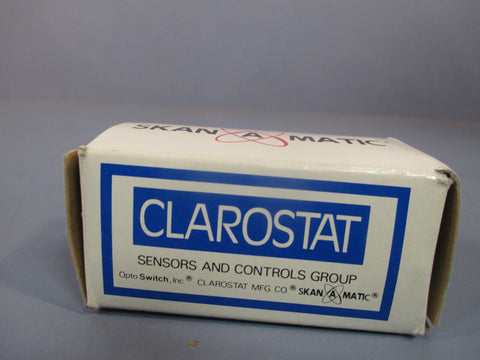 SKAN A MATIC®
CLAROSTAT
SENSORS AND CONTROLS GROUP
Opto Switch, Inc® CLAROSTAT MFG. CO® SKAN A MATIC®